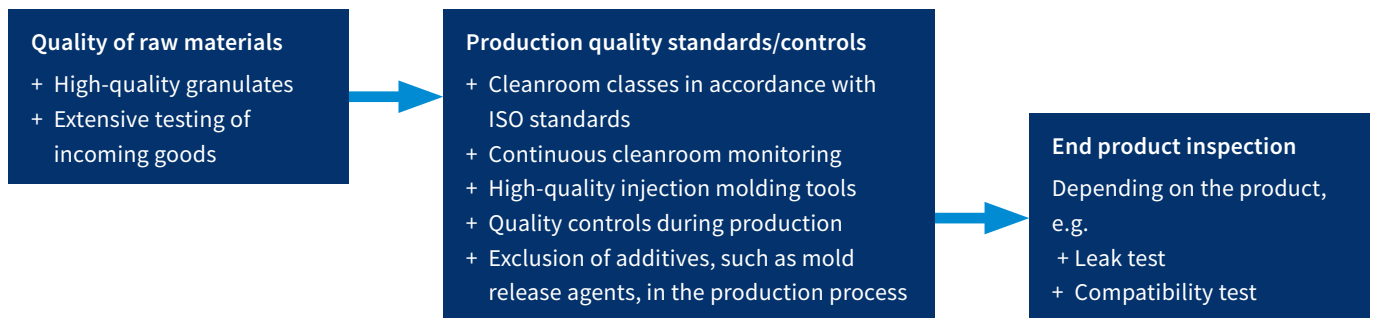 Quality of raw materials
+ High-quality granulates
+ Extensive testing of
incoming goods
Production quality standards/controls
+ Cleanroom classes in accordance with
ISO standards
+ Continuous cleanroom monitoring
+ High-quality injection molding tools
+ Quality controls during production
+ Exclusion of additives, such as mold
release agents, in the production process
End product inspection
Depending on the product,
e.g.
+ Leak test
+ Compatibility test